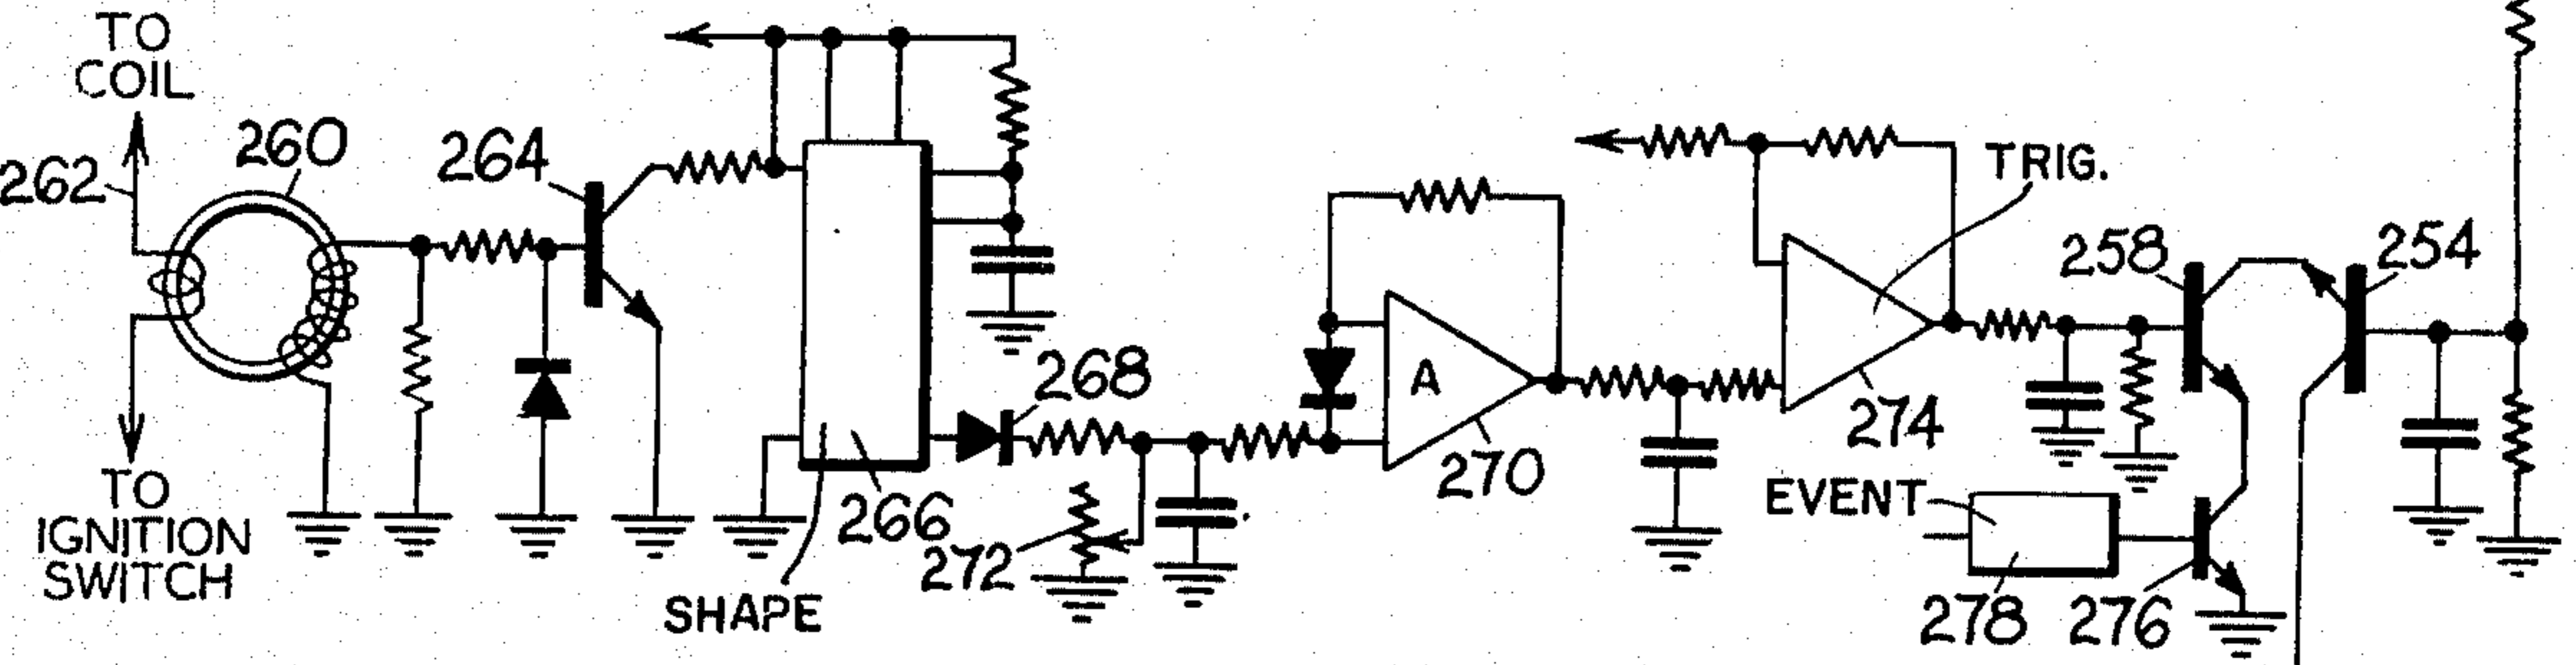 TO
COIL
262
260
264
TO
IGNITION
SWITCH
266
SHAPE
268
272
A
270
TRIG.
274
258
254
EVENT
278
276